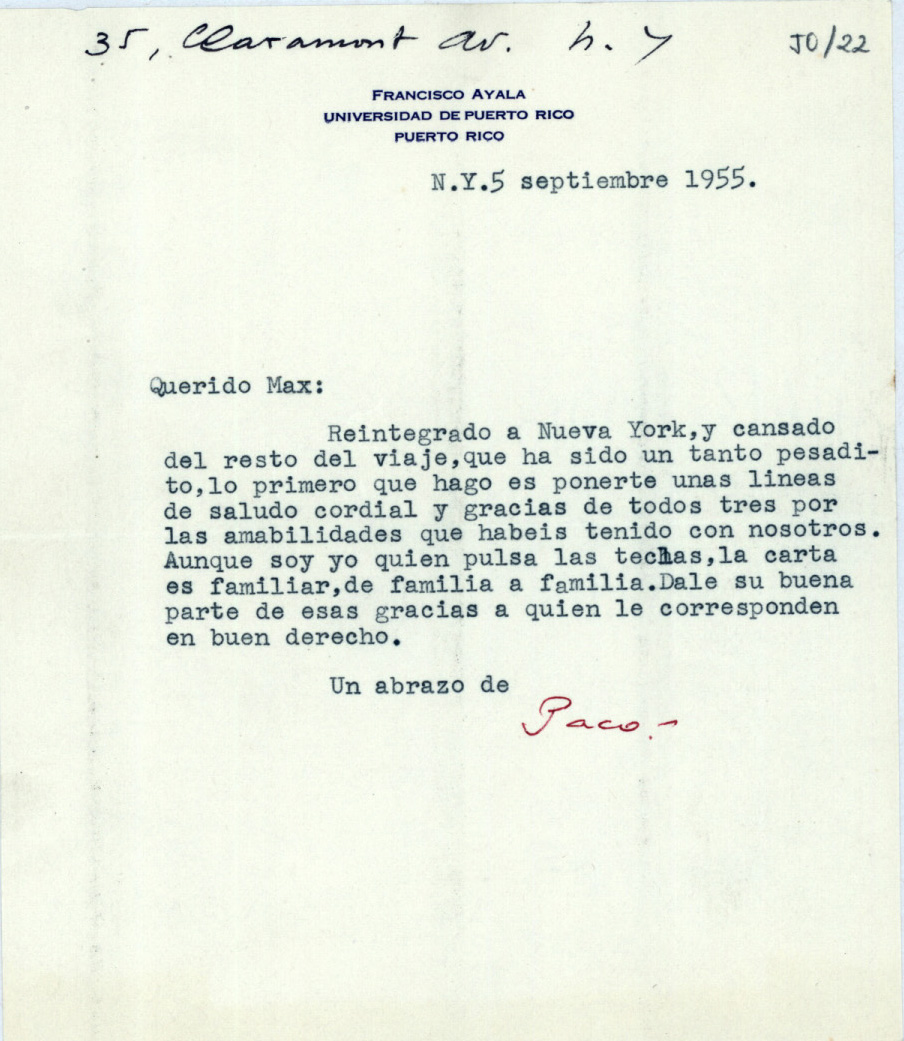 35, Claramont av. N. Y
JO/22
FRANCISCO AYALA
UNIVERSIDAD DE PUERTO RICO
PUERTO RICO
N.Y.5 septiembre 1955.
Querido Max:
Reintegrado a Nueva York,y cansado
del resto del viaje,que ha sido un tanto pesadi-
to,lo primero que hago es ponerte unas lineas
de saludo cordial y gracias de todos tres por
las amabilidades que habeis tenido con nosotros.
Aunque soy yo quien pulsa las teclas,la carta
es familiar,de familia a familia.Dale su buena
parte de esas gracias a quien le corresponden
en buen derecho.
Un abrazo de
Paco.-